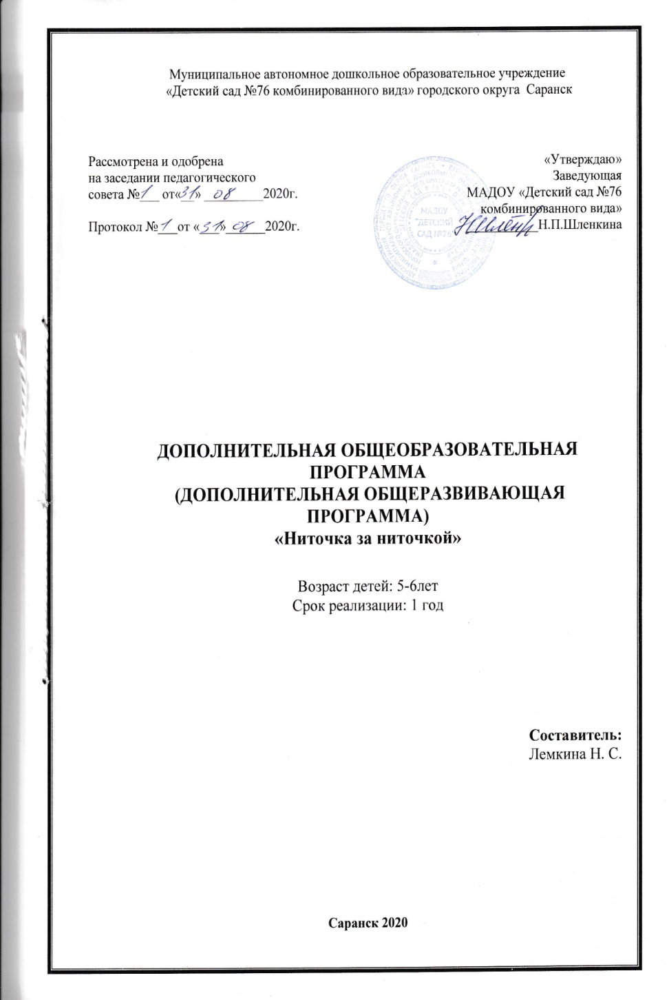 Муниципальное автономное дошкольное образовательное учреждение
«Детский сад №76 комбинированного вида» городского округа Саранск
Рассмотрена и одобрена
на заседании педагогического
совета №1 от«31» 08 2020г.
Протокол №1 от «31» 08 2020г.
«Утверждаю»
Заведующая
МАДОУ «Детский сад №76
комбинированного вида»
Н.П.Шленкина
МАДОУ
"ДЕТСКИЙ
САД №76"
ДОПОЛНИТЕЛЬНАЯ ОБЩЕОБРАЗОВАТЕЛЬНАЯ
ПРОГРАММА
(ДОПОЛНИТЕЛЬНАЯ ОБЩЕРАЗВИВАЮЩАЯ
ПРОГРАММА)
«Ниточка за ниточкой»
Возраст детей: 5-6лет
Срок реализации: 1 год
Составитель:
Лемкина Н. С.
Саранск 2020